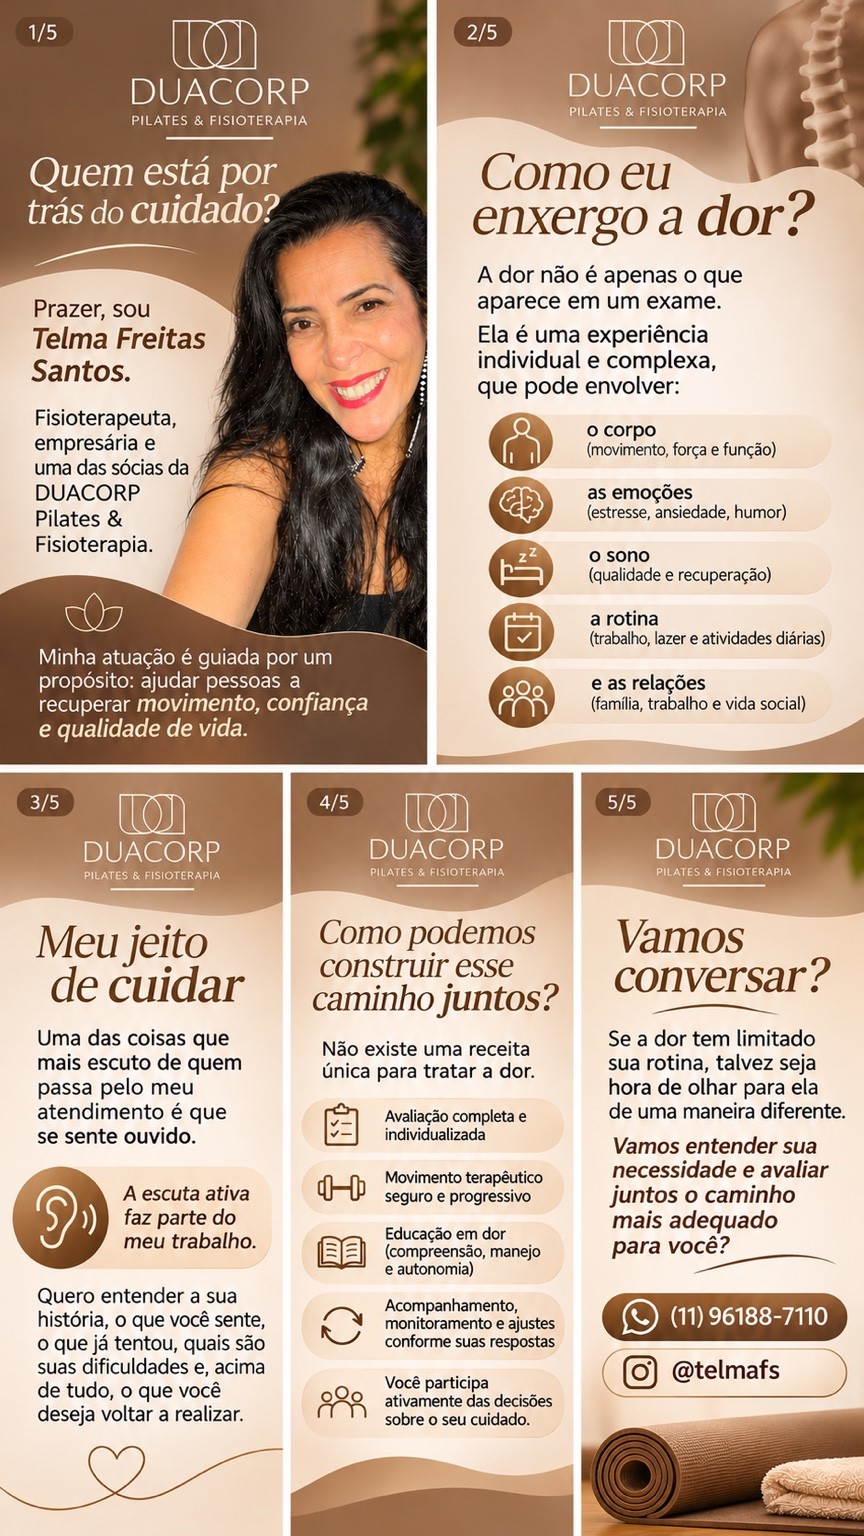 1/5
DUACORP
PILATES & FISIOTERAPIA
Quem está por
trás do cuidado?
Prazer, sou
Telma Freitas
Santos.
Fisioterapeuta,
empresária e
uma das sócias da
DUACORP
Pilates &
Fisioterapia.
Minha atuação é guiada por um
propósito: ajudar pessoas a
recuperar movimento, confiança
e qualidade de vida.
2/5
DUACORP
PILATES & FISIOTERAPIA
Como eu
enxergo a dor?
A dor não é apenas o que
aparece em um exame.
Ela é uma experiência
individual e complexa,
que pode envolver:
o corpo
(movimento, força e função)
as emoções
(estresse, ansiedade, humor)
z z
o sono
(qualidade e recuperação)
a rotina
(trabalho, lazer e atividades diárias)
e as relações
(família, trabalho e vida social)
3/5
DUACORP
PILATES & FISIOTERAPIA
Meu jeito
de cuidar
Uma das coisas que
mais escuto de quem
passa pelo meu
atendimento é que
se sente ouvido.
A escuta ativa
faz parte do
meu trabalho.
Quero entender a sua
história, o que você sente,
o que já tentou, quais são
suas dificuldades e, acima
de tudo, o que você
deseja voltar a realizar.
4/5
DUACORP
PILATES & FISIOTERAPIA
Como podemos
construir esse
caminho juntos?
Não existe uma receita
única para tratar a dor.
Avaliação completa e
individualizada
Movimento terapêutico
seguro e progressivo
Educação em dor
(compreensão, manejo
e autonomia)
Acompanhamento,
monitoramento e ajustes
conforme suas respostas
Você participa
ativamente das decisões
sobre o seu cuidado.
5/5
DUACORP
PILATES & FISIOTERAPIA
Vamos
conversar?
Se a dor tem limitado
sua rotina, talvez seja
hora de olhar para ela
de uma maneira diferente.
Vamos entender sua
necessidade e avaliar
juntos o caminho
mais adequado
para você?
(11) 96188-7110
@telmafs